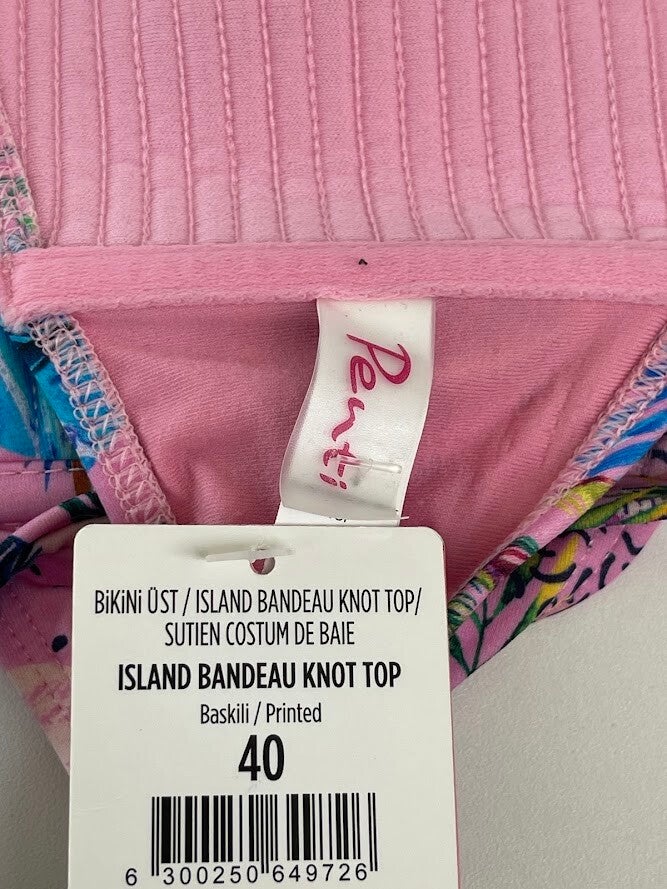 Penti
BiKiNi ÜST / ISLAND BANDEAU KNOT TOP/
SUTIEN COSTUM DE BAIE
ISLAND BANDEAU KNOT TOP
Baskili / Printed
40
6 300250 649726